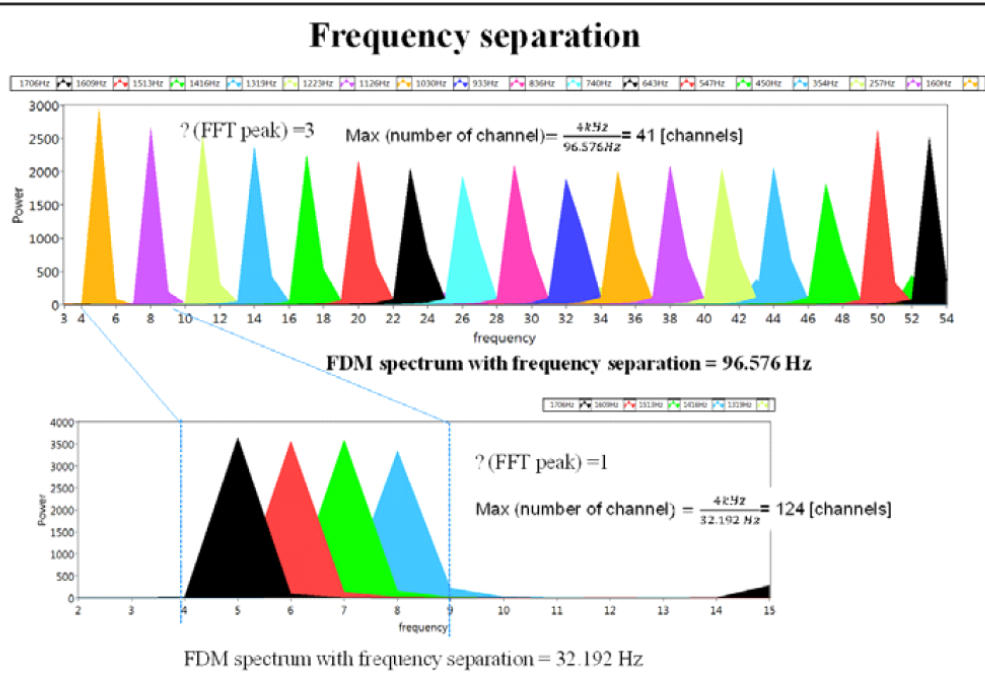 Frequency separation
1706Hz 1609Hz 1513Hz 1416Hz 1319Hz 1223Hz 1126Hz 1030Hz 933Hz 836Hz 740Hz 643Hz 547Hz 450Hz 354Hz 257Hz 160Hz
? (FFT peak) =3
Max (number of channel)= 4kHz/96.576Hz = 41 [channels]
Power
3000
2500
2000
1500
1000
500
0
3 4 6 8 10 12 14 16 18 20 22 24 26 28 30 32 34 36 38 40 42 44 46 48 50 52 54
frequency
FDM spectrum with frequency separation = 96.576 Hz
1706Hz 1609Hz 1513Hz 1416Hz 1319Hz
? (FFT peak) =1
Max (number of channel) = 4kHz/32.192 Hz = 124 [channels]
Power
4000
3500
3000
2500
2000
1500
1000
500
0
2 3 4 5 6 7 8 9 10 11 12 13 14 15
frequency
FDM spectrum with frequency separation = 32.192 Hz